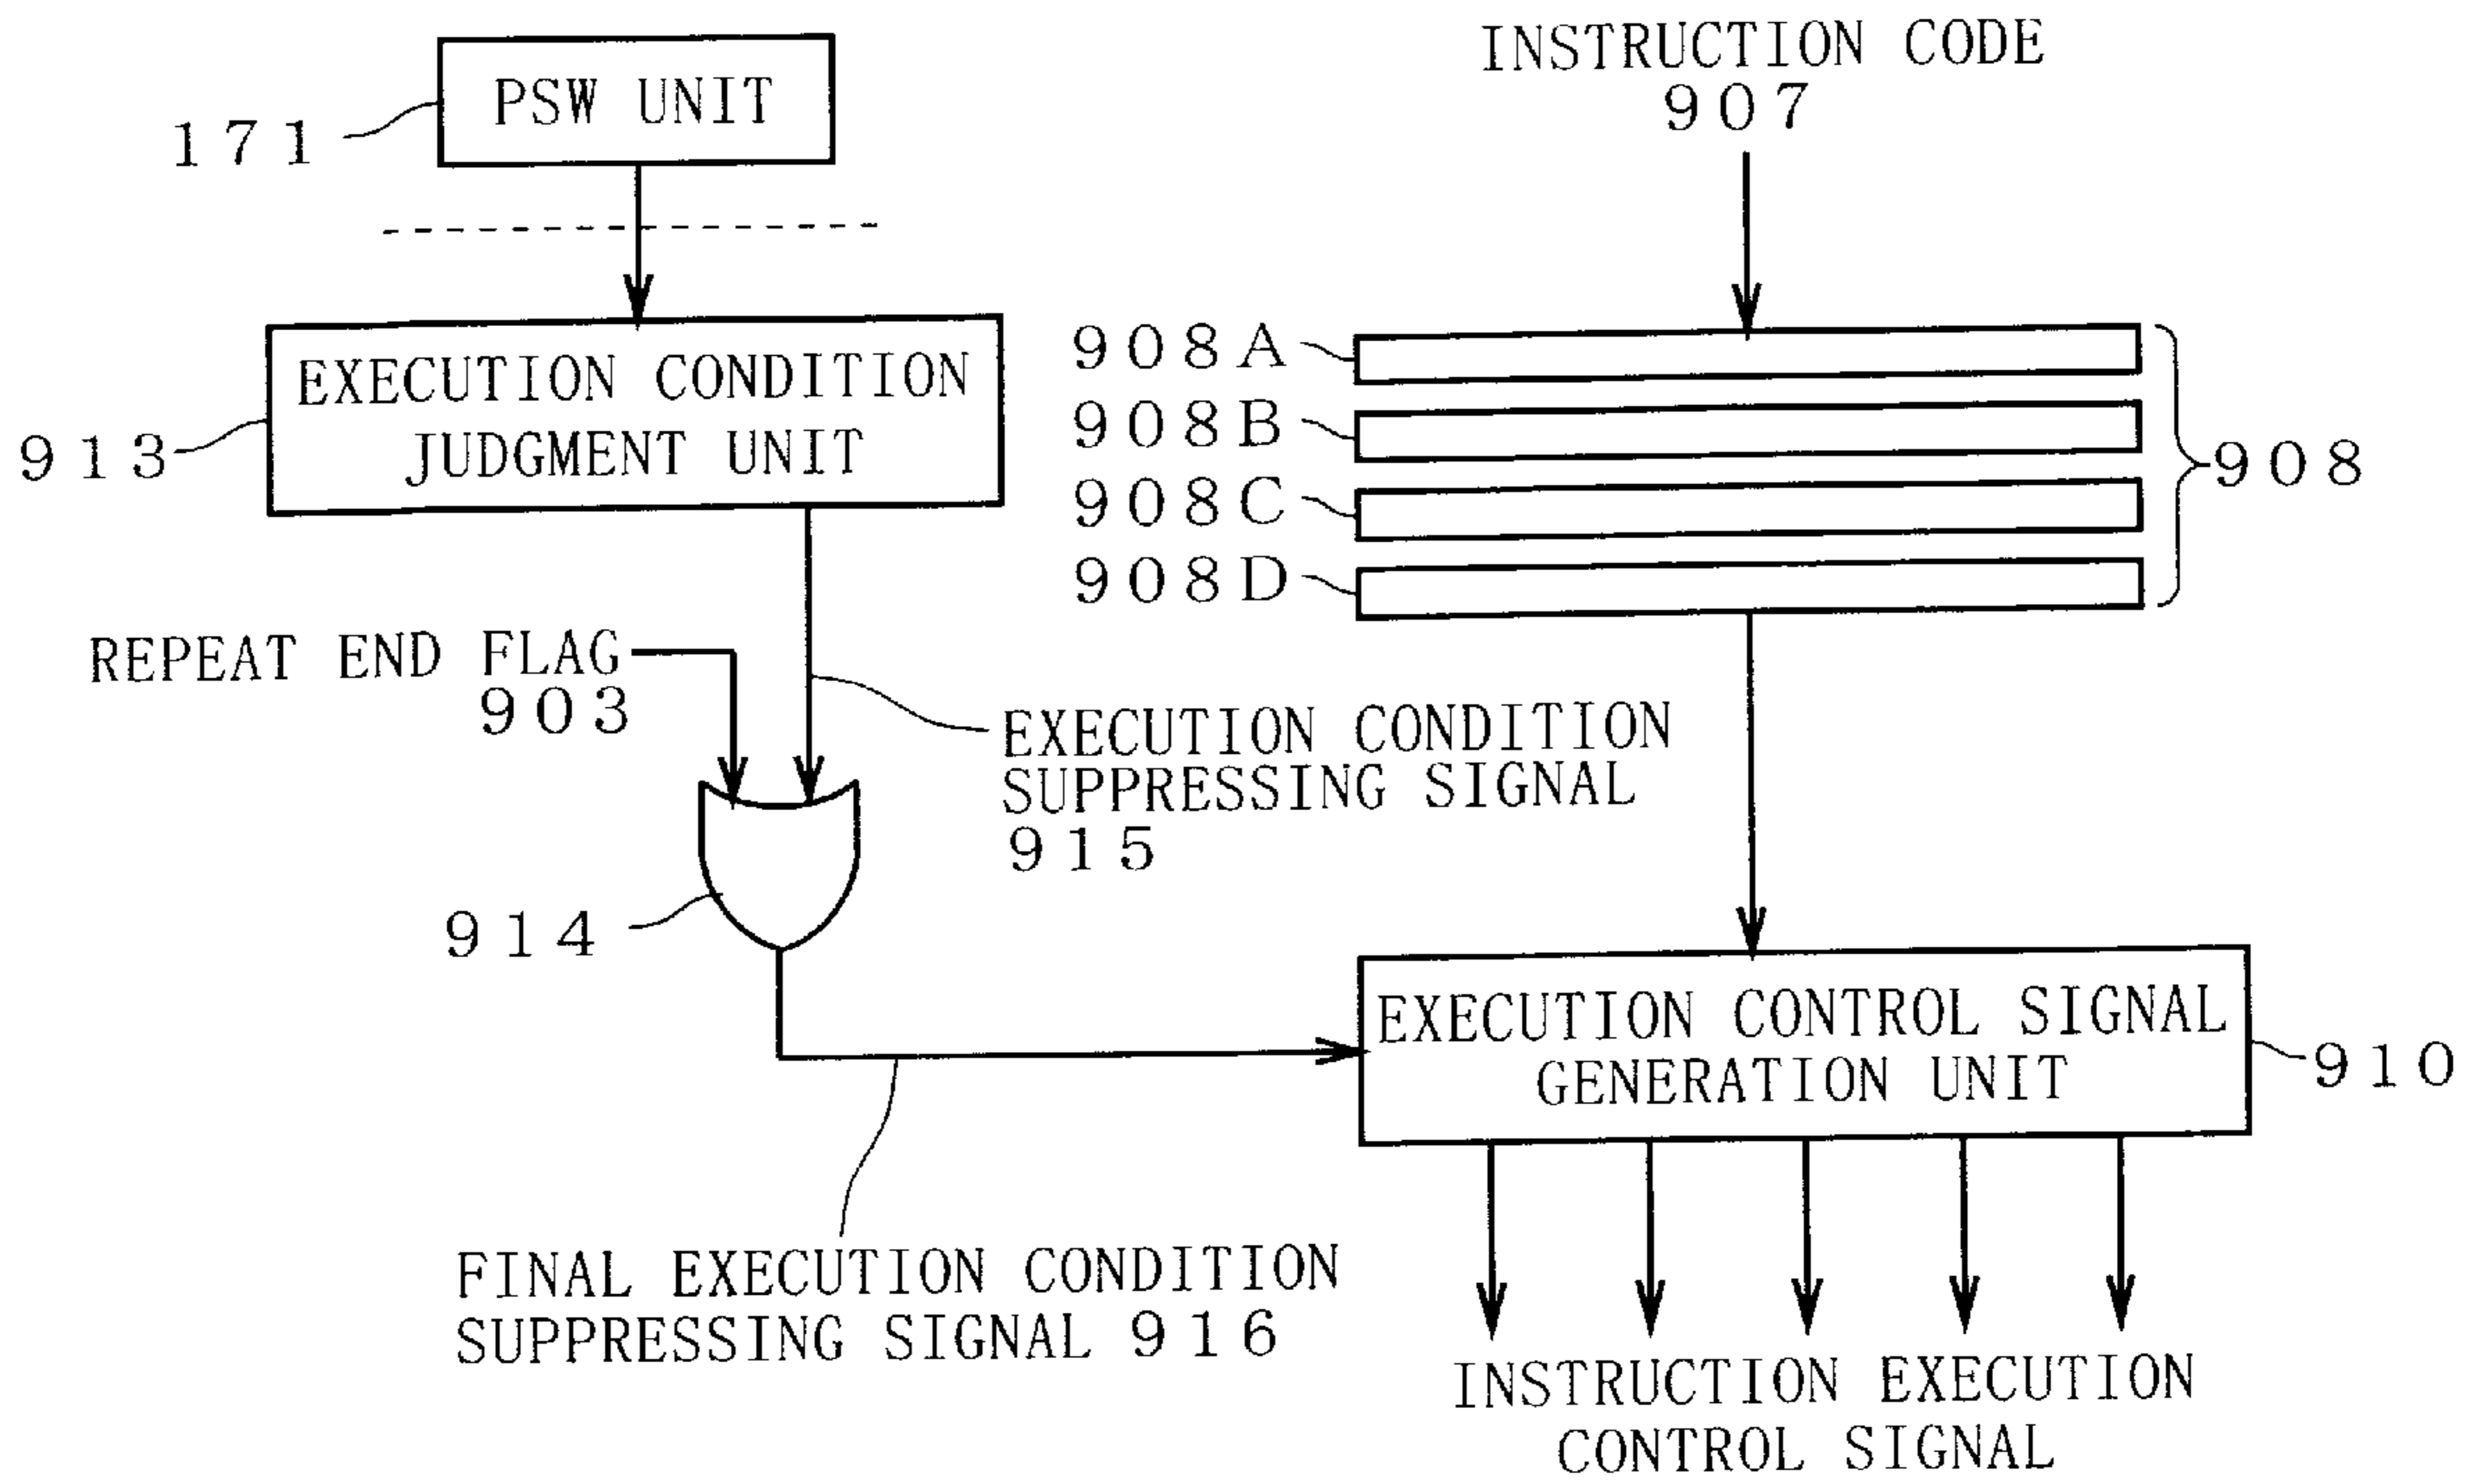 PSW UNIT
171
EXECUTION CONDITION
JUDGMENT UNIT
913
REPEAT END FLAG
903
EXECUTION CONDITION
SUPPRESSING SIGNAL
915
914
FINAL EXECUTION CONDITION
SUPPRESSING SIGNAL 916
INSTRUCTION CODE
907
908A
908B
908C
908D
908
EXECUTION CONTROL SIGNAL
GENERATION UNIT
910
INSTRUCTION EXECUTION
CONTROL SIGNAL